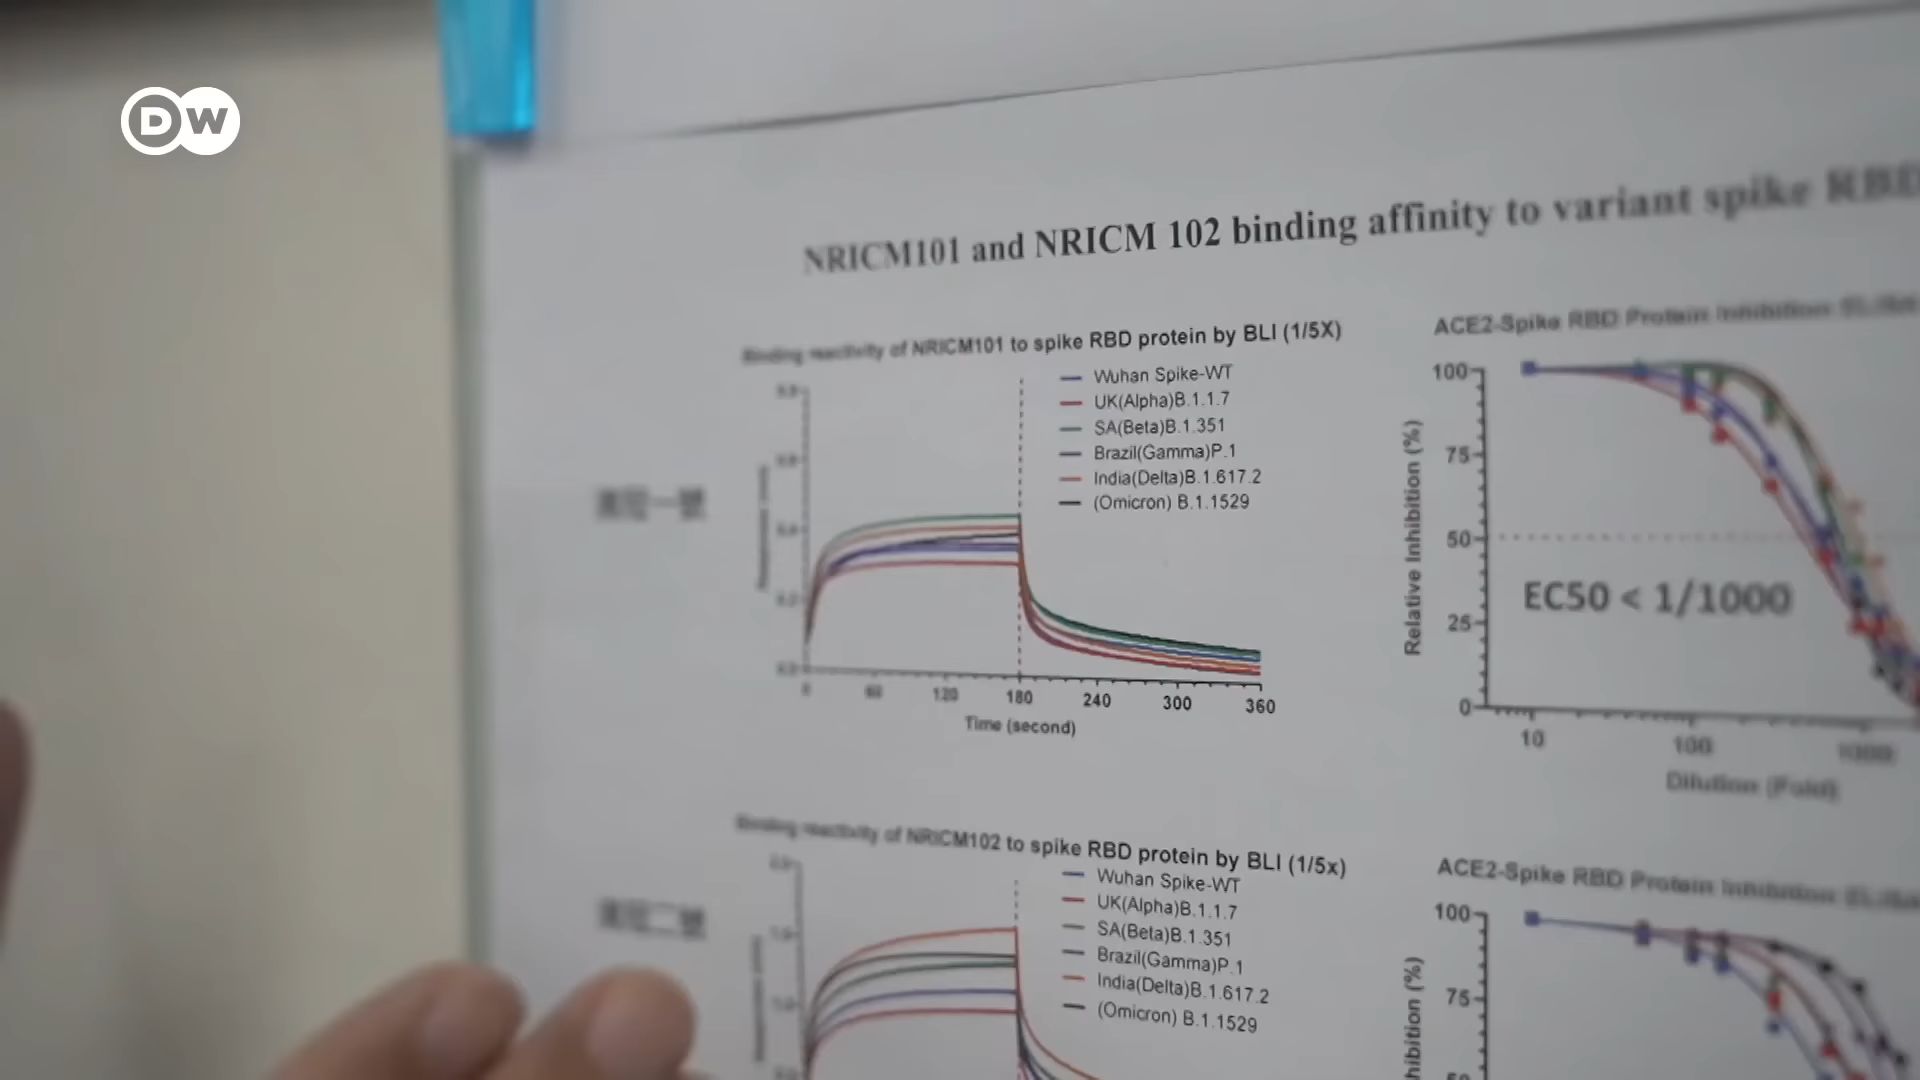 DW
NRICM101 and NRICM 102 binding affinity to variant spike RBD
Binding reactivity of NRICM101 to spike RBD protein by BLI (1/5X)
Wuhan Spike-WT
UK(Alpha)B.1.1.7
SA(Beta)B.1.351
Brazil(Gamma)P.1
India(Delta)B.1.617.2
(Omicron) B.1.1529
0 60 120 180 240 300 360
Time (second)
ACE2-Spike RBD Protein Inhibition ELISA
100
75
50
25
0
Relative Inhibition (%)
EC50 < 1/1000
10 100 1000
Dilution (Fold)
Binding reactivity of NRICM102 to spike RBD protein by BLI (1/5x)
Wuhan Spike-WT
UK(Alpha)B.1.1.7
SA(Beta)B.1.351
Brazil(Gamma)P.1
India(Delta)B.1.617.2
(Omicron) B.1.1529
ACE2-Spike RBD Protein Inhibition ELISA
100
75
50